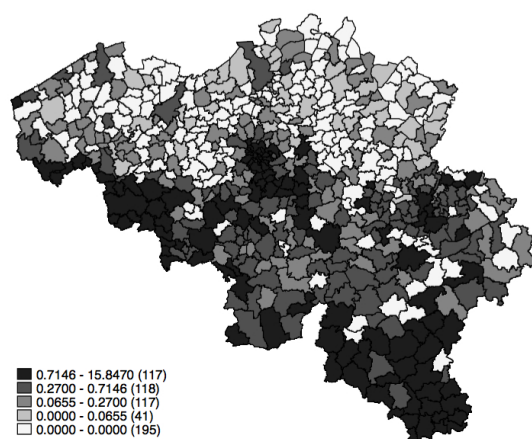 0.7146 - 15.8470 (117)
0.2700 - 0.7146 (118)
0.0655 - 0.2700 (117)
0.0000 - 0.0655 (41)
0.0000 - 0.0000 (195)